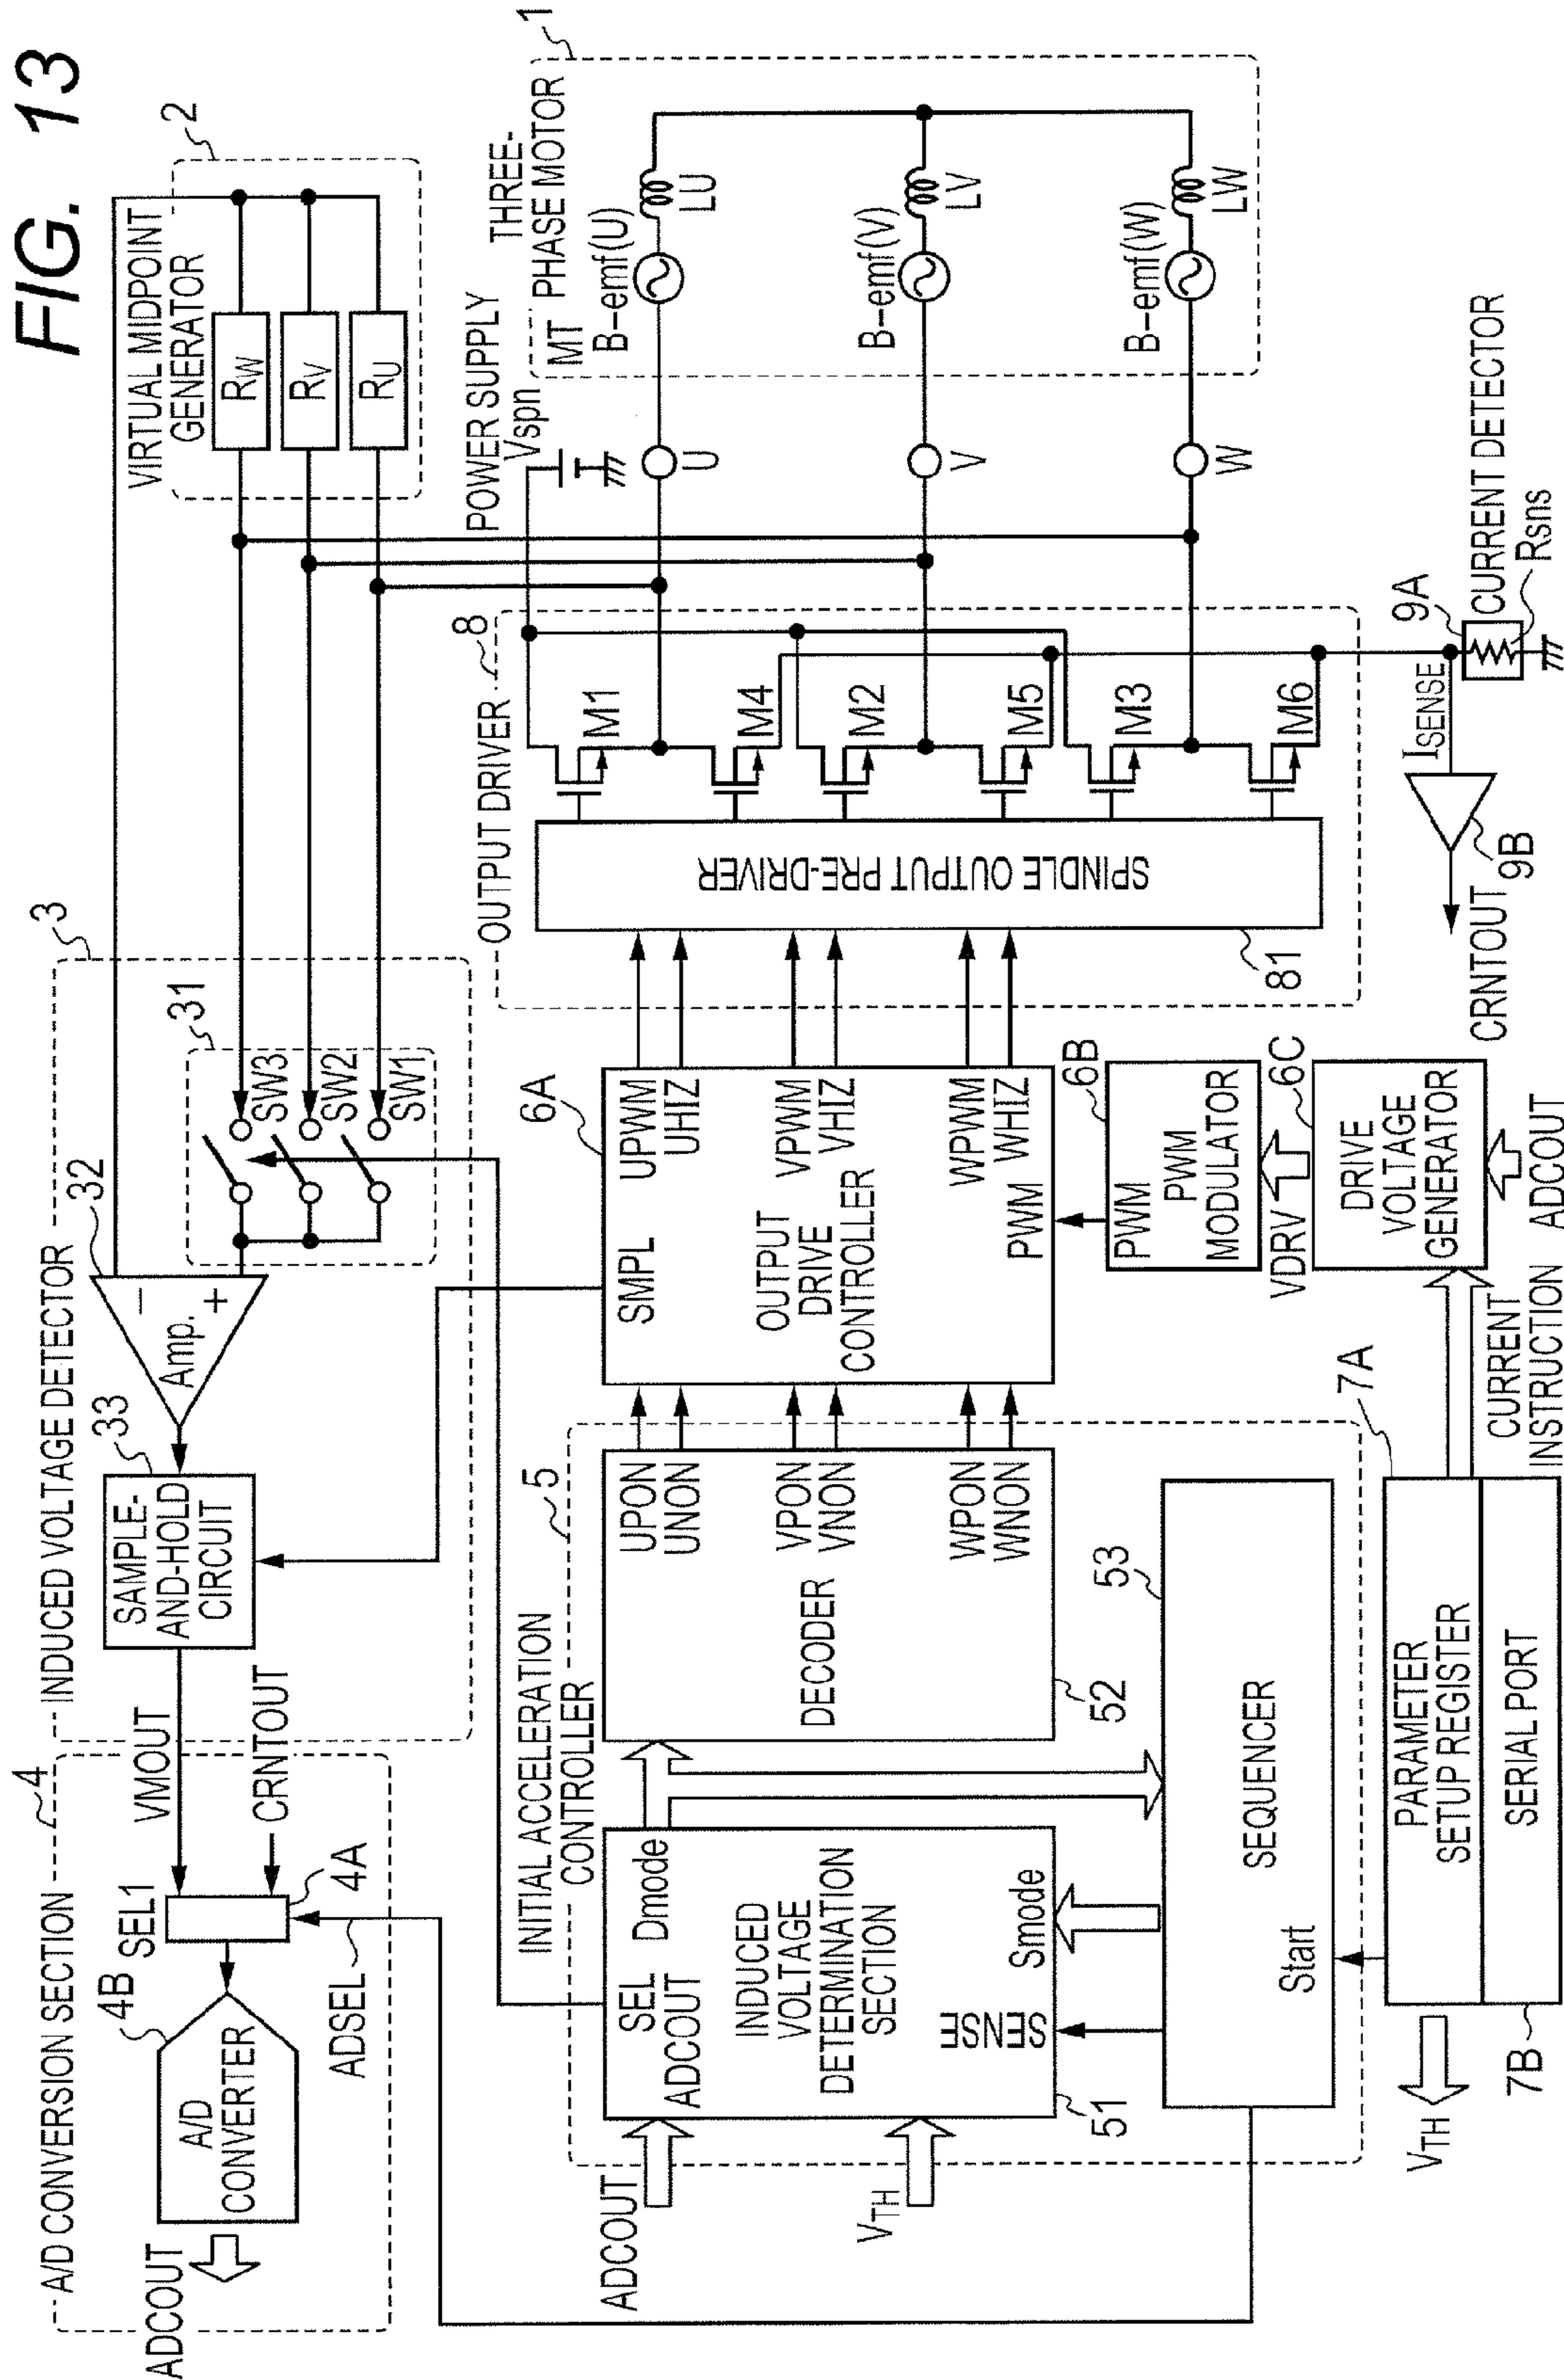 FIG. 13
A/D CONVERSION SECTION
4
ADCOUT
4B
A/D
CONVERTER
SEL1
4A
ADSEL
VMOUT
CRNTOUT
INDUCED VOLTAGE DETECTOR
3
33
SAMPLE-
AND-HOLD
CIRCUIT
32
Amp.
−
+
31
SW3
SW2
SW1
VIRTUAL MIDPOINT
GENERATOR
2
RW
RV
RU
INITIAL ACCELERATION
CONTROLLER
5
ADCOUT
VTH
SEL
Dmode
ADCOUT
INDUCED
VOLTAGE
DETERMINATION
SECTION
SENSE
Smode
51
DECODER
52
UPON
UNON
VPON
VNON
WPON
WNON
SEQUENCER
53
Start
6A
SMPL
UPWM
UHIZ
OUTPUT
DRIVE
CONTROLLER
VPWM
VHIZ
WPWM
WHIZ
PWM
OUTPUT DRIVER
8
SPINDLE OUTPUT PRE-DRIVER
81
M1
M4
M2
M5
M3
M6
POWER SUPPLY
Vspn
U
V
W
THREE-
MT PHASE MOTOR
1
B-emf(U)
LU
B-emf(V)
LV
B-emf(W)
LW
VTH
7A
PARAMETER
SETUP REGISTER
SERIAL PORT
7B
CURRENT
INSTRUCTION
ADCOUT
PWM
PWM
MODULATOR
6B
VDRV
6C
DRIVE
VOLTAGE
GENERATOR
CRNTOUT
9B
ISENSE
9A
CURRENT DETECTOR
Rsns